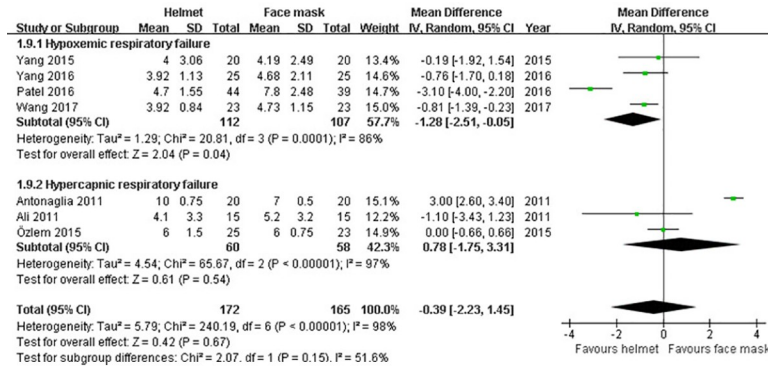 Helmet Face mask Mean Difference Mean Difference
Study or Subgroup Mean SD Total Mean SD Total Weight IV, Random, 95% CI Year IV, Random, 95% CI
1.9.1 Hypoxemic respiratory failure
Yang 2015 4 3.06 20 4.19 2.49 20 13.4% -0.19 [-1.92, 1.54] 2015
Yang 2016 3.92 1.13 25 4.68 2.11 25 14.6% -0.76 [-1.70, 0.18] 2016
Patel 2016 4.7 1.55 44 7.8 2.48 39 14.6% -3.10 [-4.00, -2.20] 2016
Wang 2017 3.92 0.84 23 4.73 1.15 23 15.0% -0.81 [-1.39, -0.23] 2017
Subtotal (95% CI) 112 107 57.7% -1.28 [-2.51, -0.05]
Heterogeneity: Tau² = 1.29; Chi² = 20.81, df = 3 (P = 0.0001); I² = 86%
Test for overall effect: Z = 2.04 (P = 0.04)
1.9.2 Hypercapnic respiratory failure
Antonaglia 2011 10 0.75 20 7 0.5 20 15.1% 3.00 [2.60, 3.40] 2011
Ali 2011 4.1 3.3 15 5.2 3.2 15 12.2% -1.10 [-3.43, 1.23] 2011
Özlem 2015 6 1.5 25 6 0.75 23 14.9% 0.00 [-0.66, 0.66] 2015
Subtotal (95% CI) 60 58 42.3% 0.78 [-1.75, 3.31]
Heterogeneity: Tau² = 4.54; Chi² = 65.67, df = 2 (P < 0.00001); I² = 97%
Test for overall effect: Z = 0.61 (P = 0.54)
Total (95% CI) 172 165 100.0% -0.39 [-2.23, 1.45]
Heterogeneity: Tau² = 5.79; Chi² = 240.19, df = 6 (P < 0.00001); I² = 98%
Test for overall effect: Z = 0.42 (P = 0.67)
Test for subgroup differences: Chi² = 2.07, df = 1 (P = 0.15), I² = 51.6%
-4 -2 0 2 4
Favours helmet Favours face mask